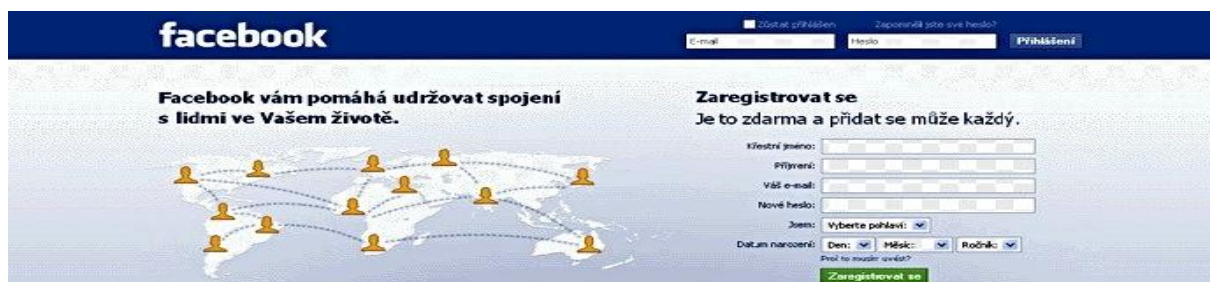 facebook
Zůstat přihlášen
Zapomněl jste své heslo?
E-mail
Heslo
Přihlášení
Facebook vám pomáhá udržovat spojení
s lidmi ve Vašem životě.
Zaregistrovat se
Je to zdarma a přidat se může každý.
Křestní jméno:
Příjmení:
Váš e-mail:
Nové heslo:
Jsem: Vyberte pohlaví:
Datum narození: Den: Měsíc: Ročník:
Proč to musím uvést?
Zaregistrovat se